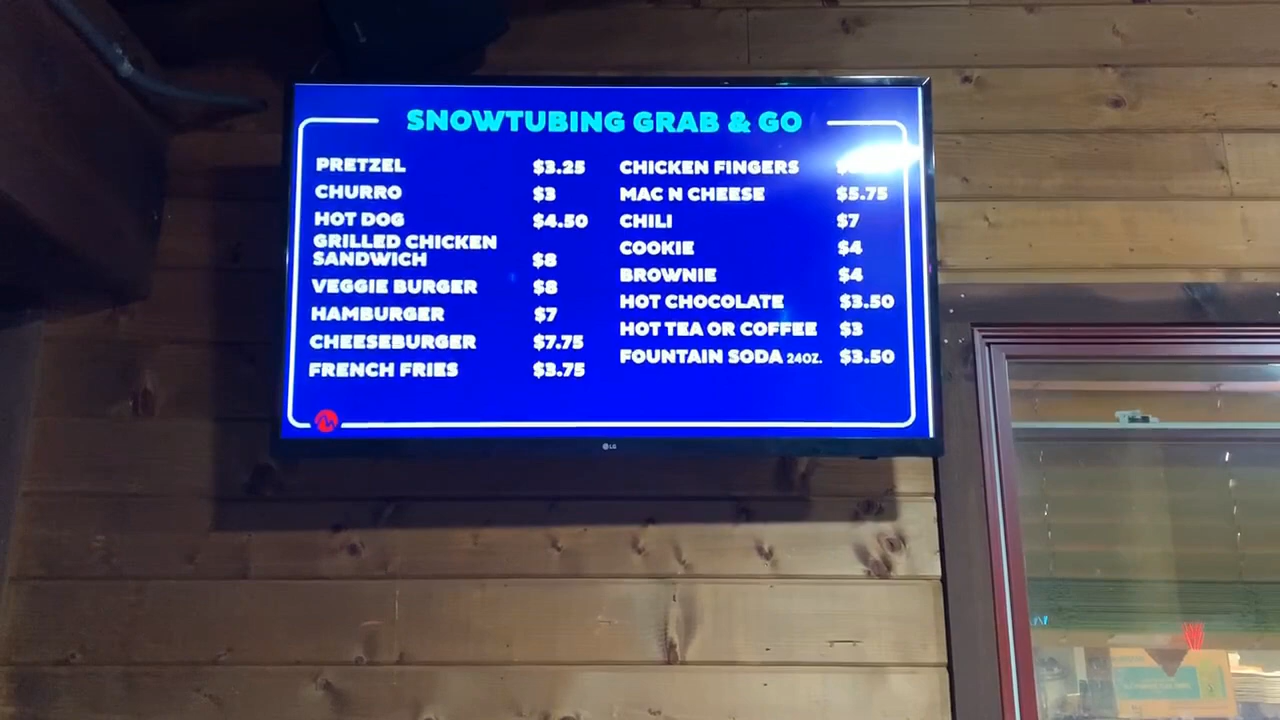 SNOWTUBING GRAB & GO
PRETZEL $3.25
CHURRO $3
HOT DOG $4.50
GRILLED CHICKEN
SANDWICH $8
VEGGIE BURGER $8
HAMBURGER $7
CHEESEBURGER $7.75
FRENCH FRIES $3.75
CHICKEN FINGERS
MAC N CHEESE $5.75
CHILI $7
COOKIE $4
BROWNIE $4
HOT CHOCOLATE $3.50
HOT TEA OR COFFEE $3
FOUNTAIN SODA 24OZ. $3.50
LG